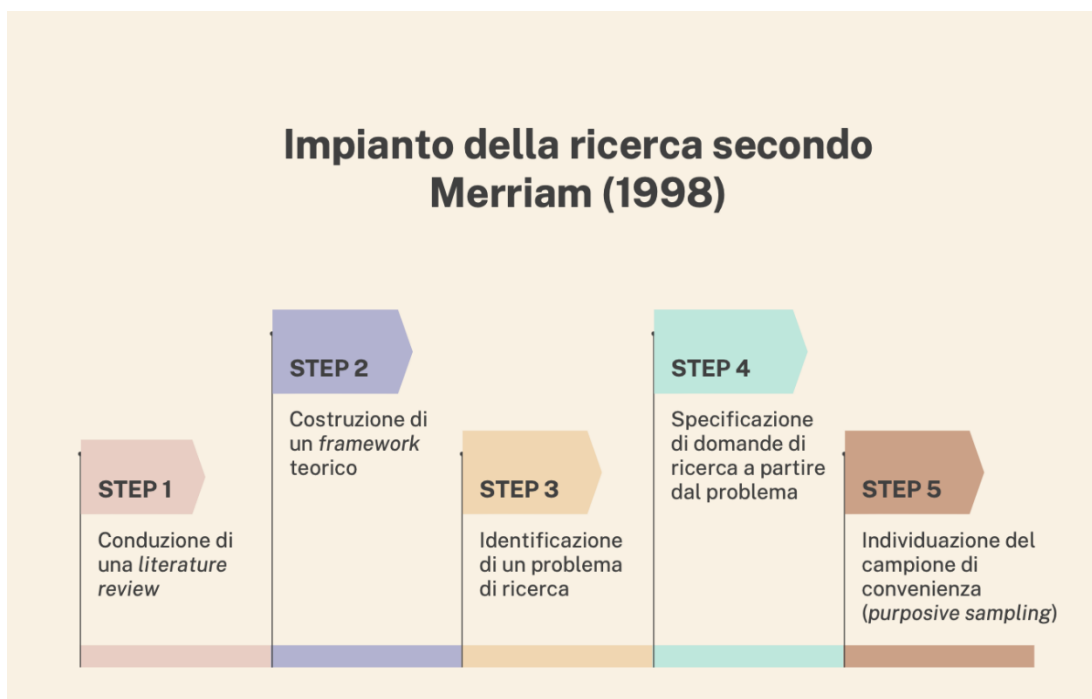 Impianto della ricerca secondo
Merriam (1998)
STEP 1
Conduzione di
una literature
review
STEP 2
Costruzione di
un framework
teorico
STEP 3
Identificazione
di un problema
di ricerca
STEP 4
Specificazione
di domande di
ricerca a partire
dal problema
STEP 5
Individuazione del
campione di
convenienza
(purposive sampling)